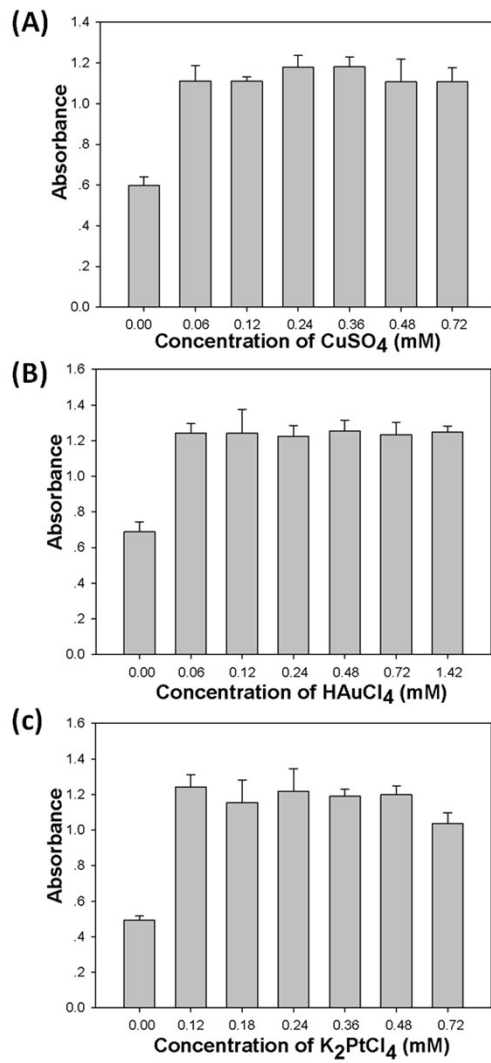 (A)
1.4
1.2
1.0
.8
.6
.4
.2
0.0
Absorbance
0.00 0.06 0.12 0.24 0.36 0.48 0.72
Concentration of CuSO4 (mM)
(B)
1.6
1.4
1.2
1.0
.8
.6
.4
.2
0.0
Absorbance
0.00 0.06 0.12 0.24 0.48 0.72 1.42
Concentration of HAuCl4 (mM)
(c)
1.6
1.4
1.2
1.0
.8
.6
.4
.2
0.0
Absorbance
0.00 0.12 0.18 0.24 0.36 0.48 0.72
Concentration of K2PtCl4 (mM)